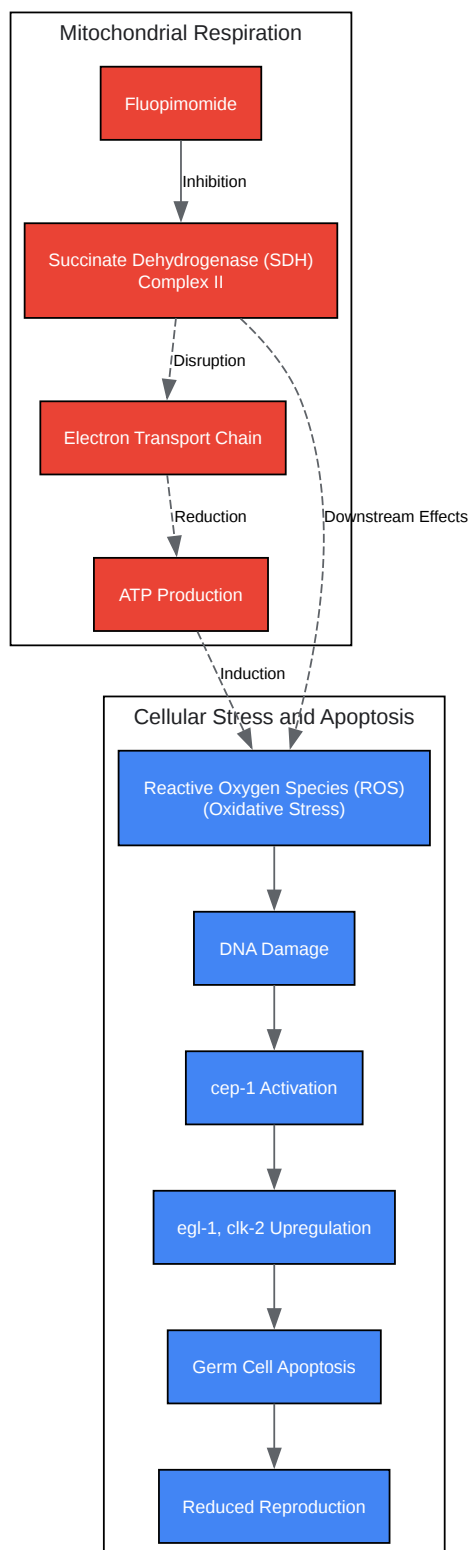 Mitochondrial Respiration
Fluopimomide
Inhibition
Succinate Dehydrogenase (SDH)
Complex II
Disruption
Electron Transport Chain
Reduction
Downstream Effects
ATP Production
Induction
Cellular Stress and Apoptosis
Reactive Oxygen Species (ROS)
(Oxidative Stress)
DNA Damage
cep-1 Activation
egl-1, clk-2 Upregulation
Germ Cell Apoptosis
Reduced Reproduction